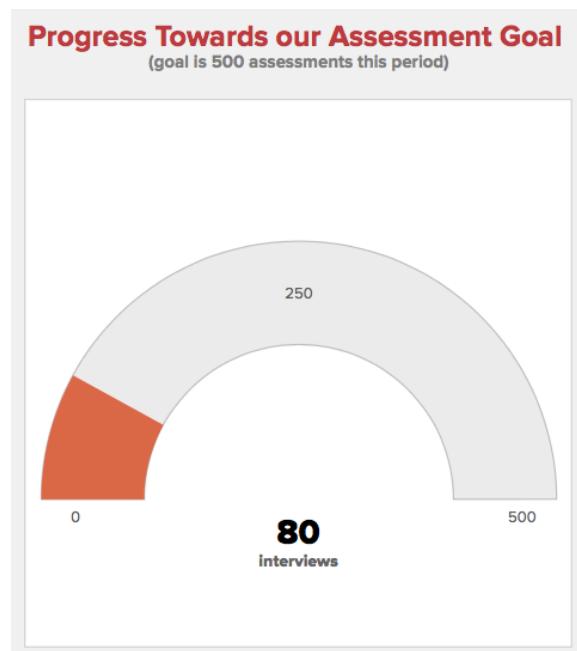 Progress Towards our Assessment Goal
(goal is 500 assessments this period)
250
0
500
80
interviews